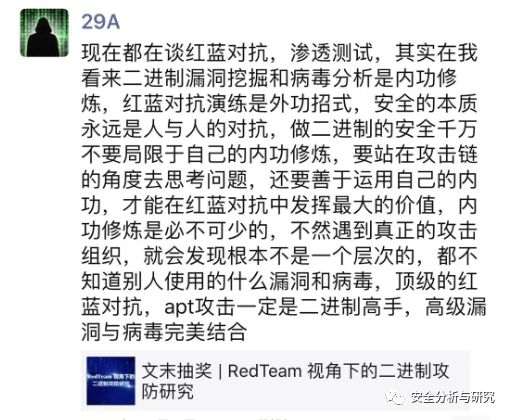 29A
现在都在谈红蓝对抗，渗透测试，其实在我
看来二进制漏洞挖掘和病毒分析是内功修
炼，红蓝对抗演练是外功招式，安全的本质
永远是人与人的对抗，做二进制的安全千万
不要局限于自己的内功修炼，要站在攻击链
的角度去思考问题，还要善于运用自己的内
功，才能在红蓝对抗中发挥最大的价值，内
功修炼是必不可少的，不然遇到真正的攻击
组织，就会发现根本不是一个层次的，都不
知道别人使用的什么漏洞和病毒，顶级的红
蓝对抗，apt攻击一定是二进制高手，高级漏
洞与病毒完美结合
RedTeam 视角下的
二进制攻防研究
文末抽奖 | RedTeam 视角下的二进制攻
防研究
安全分析与研究